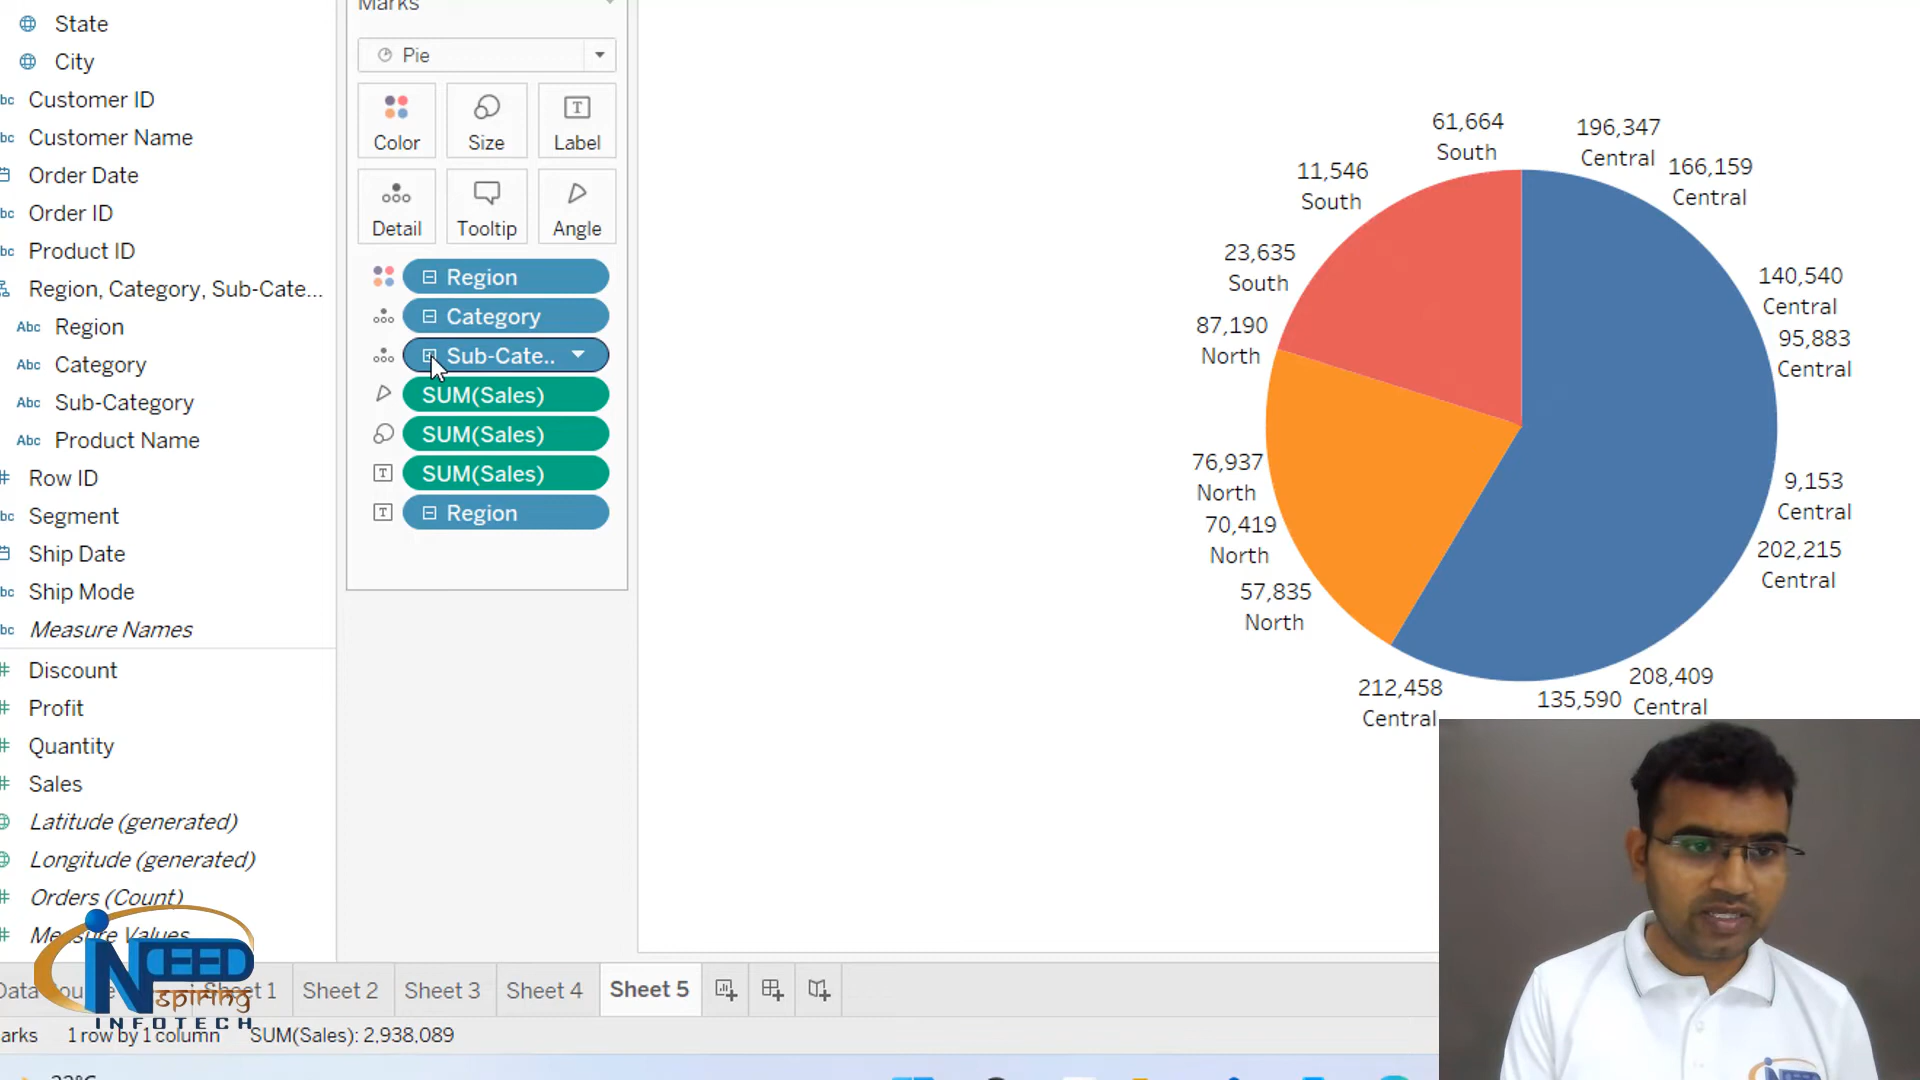 State
City
Customer ID
Customer Name
Order Date
Order ID
Product ID
Region, Category, Sub-Cate...
Abc Region
Abc Category
Abc Sub-Category
Abc Product Name
Row ID
Segment
Ship Date
Ship Mode
Measure Names
Discount
Profit
Quantity
Sales
Latitude (generated)
Longitude (generated)
Orders (Count)
Measure Values
Marks
Pie
Color
Size
Label
Detail
Tooltip
Angle
Region
Category
Sub-Cate..
SUM(Sales)
SUM(Sales)
SUM(Sales)
Region
61,664
South
196,347
Central
166,159
Central
11,546
South
23,635
South
140,540
Central
87,190
North
95,883
Central
76,937
North
9,153
Central
70,419
North
202,215
Central
57,835
North
212,458
Central
135,590
208,409
Central
iNEED
nspiring
INFOTECH
Sheet 1
Sheet 2
Sheet 3
Sheet 4
Sheet 5
arks
1 row by 1 column
SUM(Sales): 2,938,089